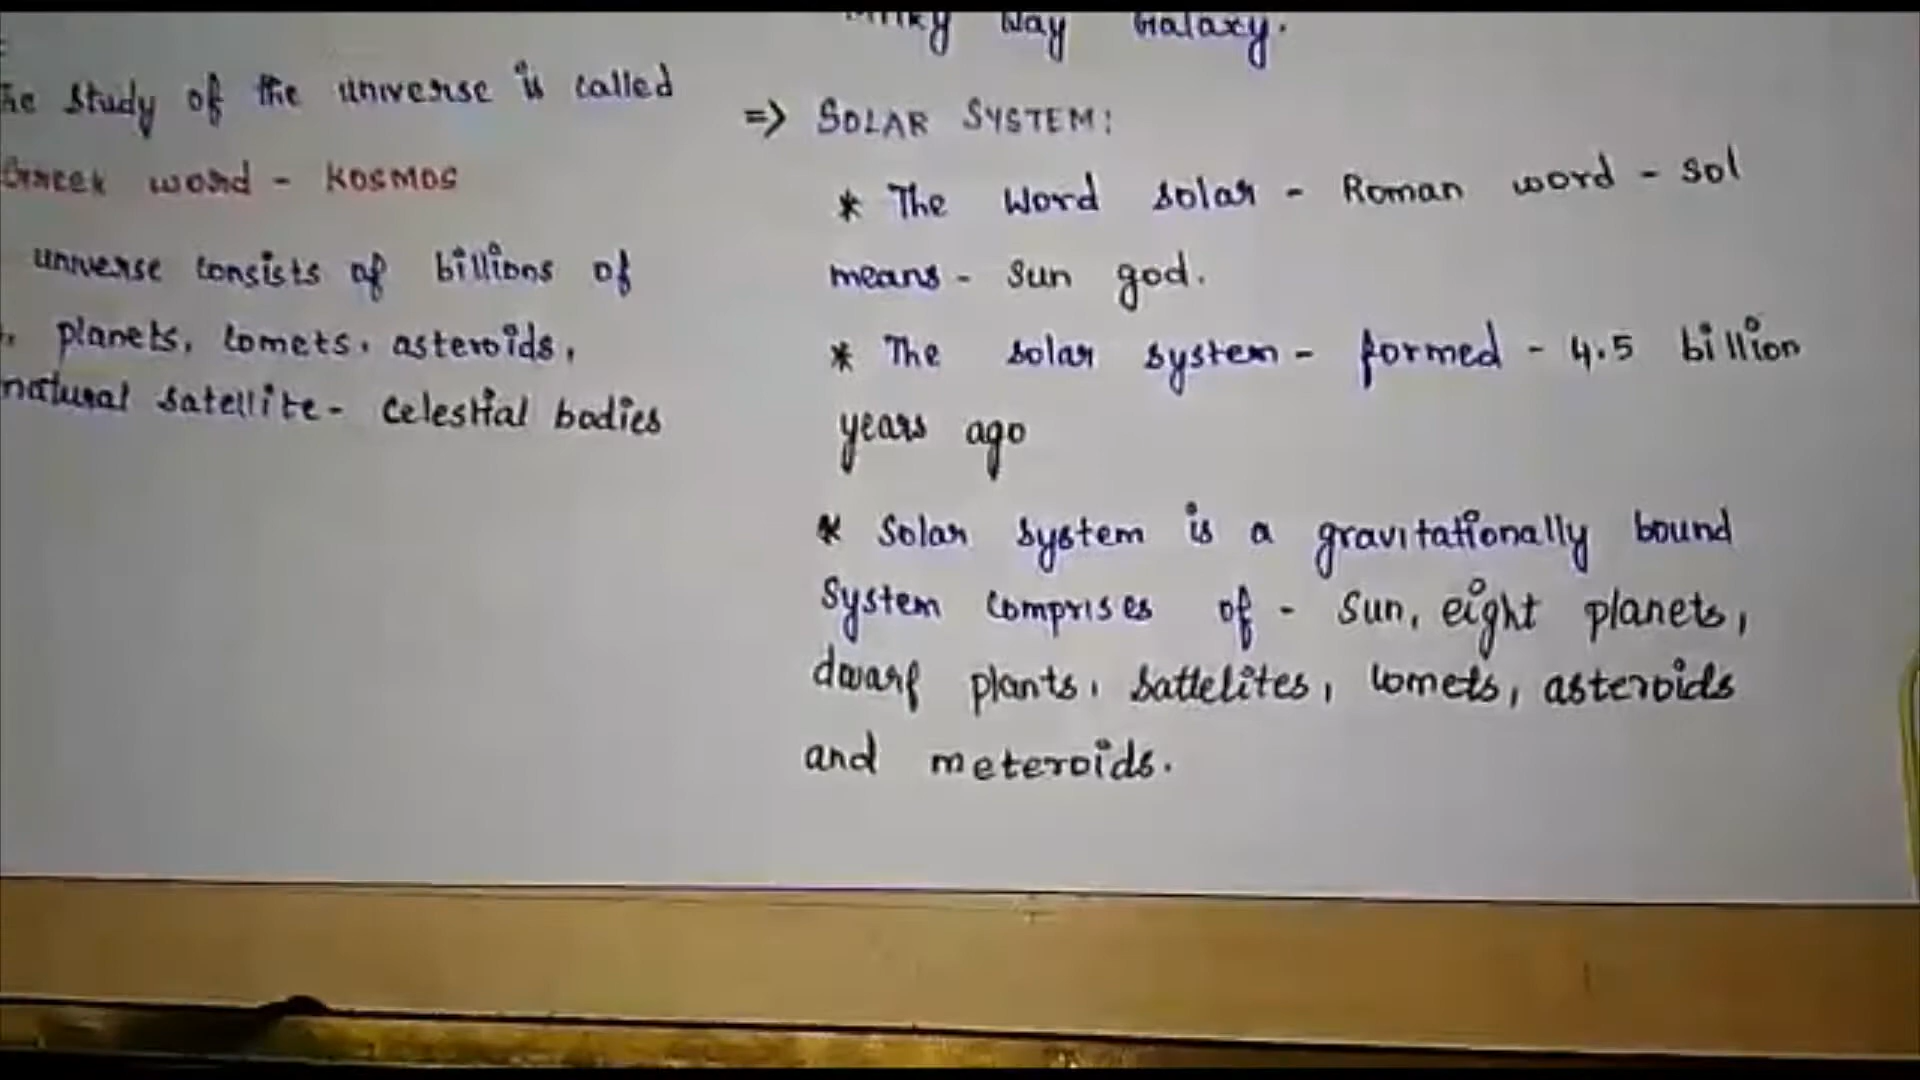 he study of the universe is called
Greek word - KOSMOS
universe consists of billions of
planets, comets, asteroids,
natural satellite - celestial bodies
Milky Way Galaxy.
=> SOLAR SYSTEM:
* The word solar - Roman word - sol
means - sun god.
* The solar system - formed - 4.5 billion
years ago
* Solar system is a gravitationally bound
System comprises of - Sun, eight planets,
dwarf plants, sattelites, comets, asteroids
and meteroids.